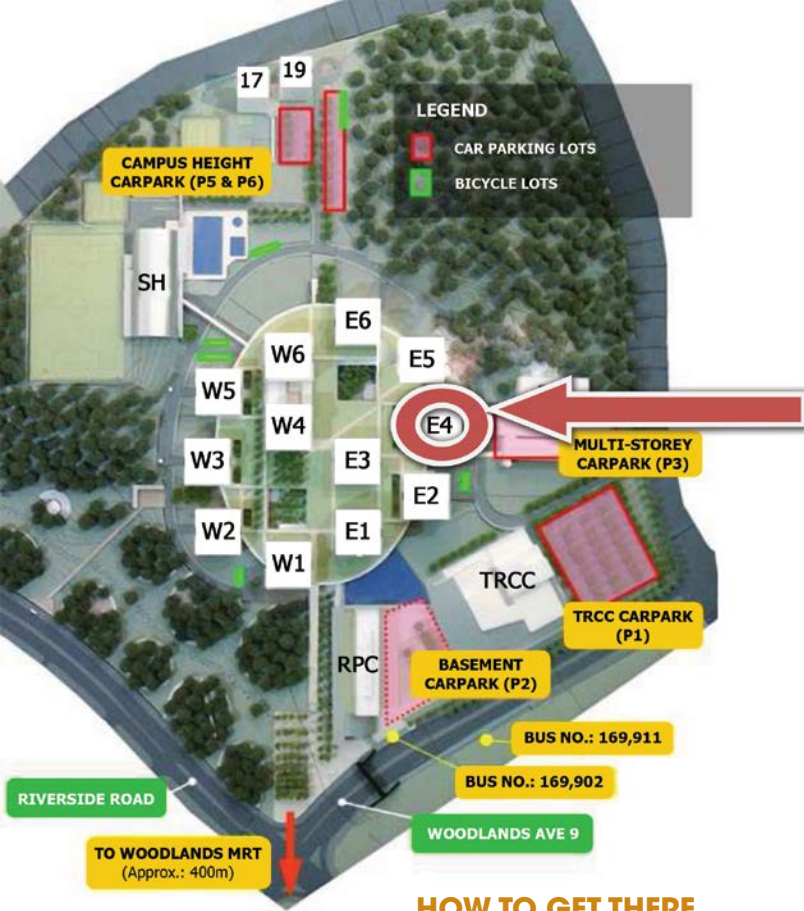 17
19
LEGEND
CAR PARKING LOTS
BICYCLE LOTS
CAMPUS HEIGHT
CARPARK (P5 & P6)
SH
E6
W6
E5
W5
W4
E4
MULTI-STOREY
CARPARK (P3)
W3
E3
E2
W2
E1
W1
TRCC
TRCC CARPARK
(P1)
RPC
BASEMENT
CARPARK (P2)
BUS NO.: 169,911
BUS NO.: 169,902
RIVERSIDE ROAD
WOODLANDS AVE 9
TO WOODLANDS MRT
(Approx.: 400m)
HOW TO GET THERE